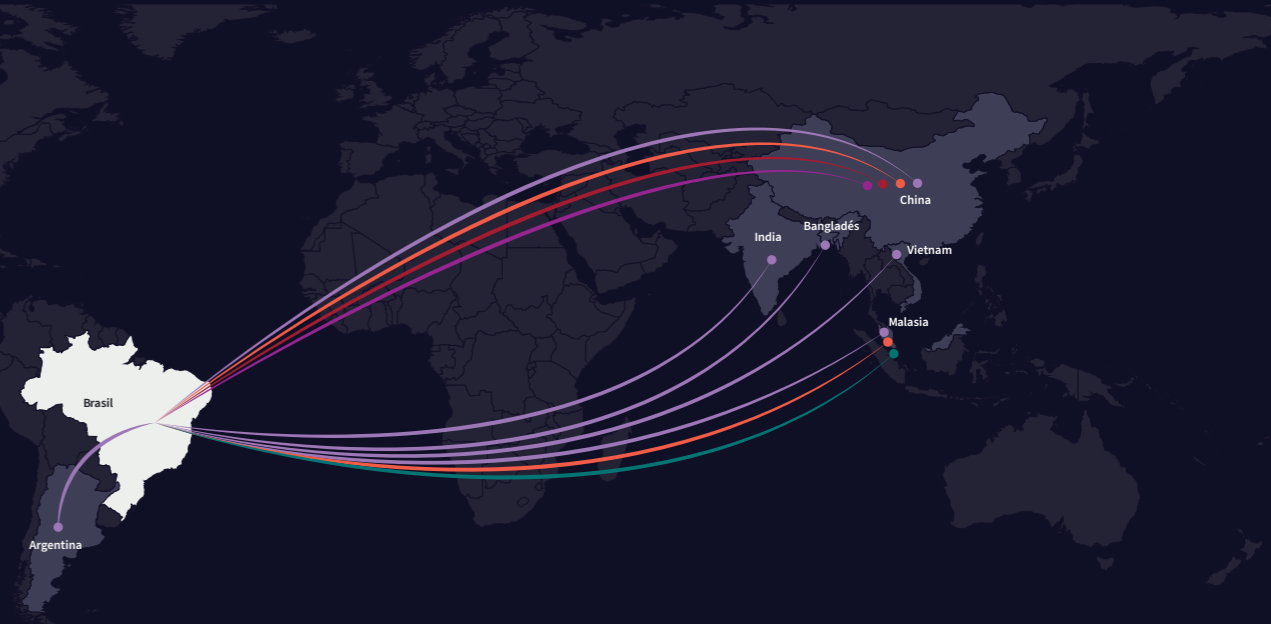 China
Bangladés
India
Vietnam
Malasia
Brasil
Argentina